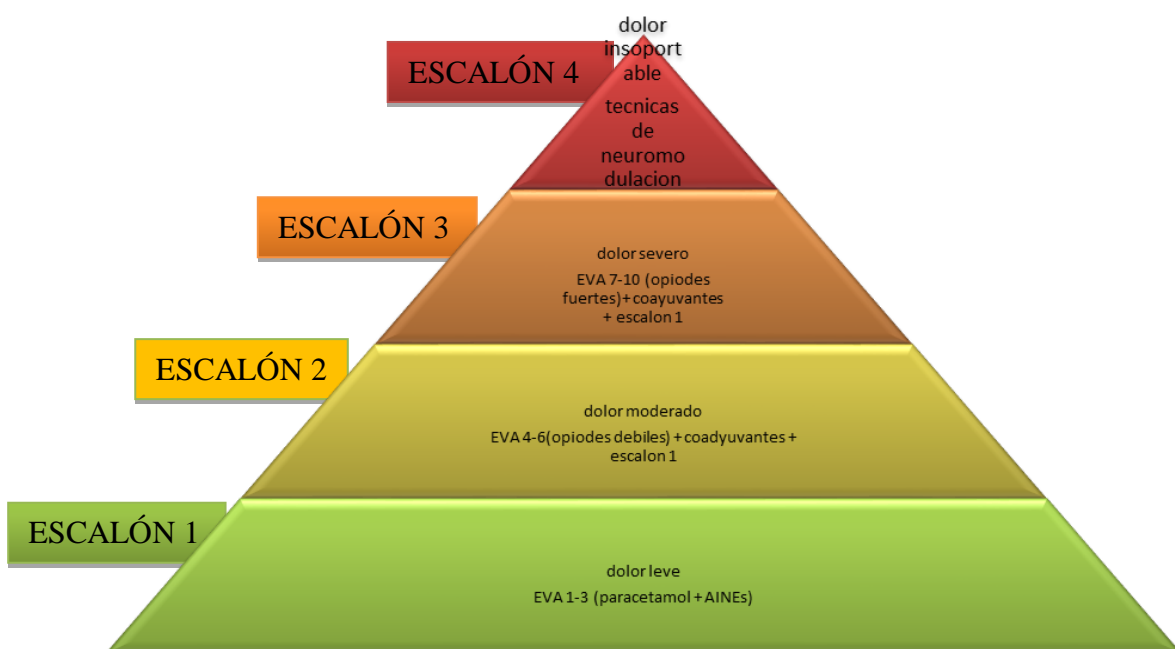 ESCALÓN 4
dolor
insoport
able
tecnicas
de
neuromo
dulacion
ESCALÓN 3
dolor severo
EVA 7-10 (opiodes
fuertes)+coayuvantes
+ escalon 1
ESCALÓN 2
dolor moderado
EVA 4-6(opiodes debiles) +coadyuvantes +
escalon 1
ESCALÓN 1
dolor leve
EVA 1-3 (paracetamol + AINEs)